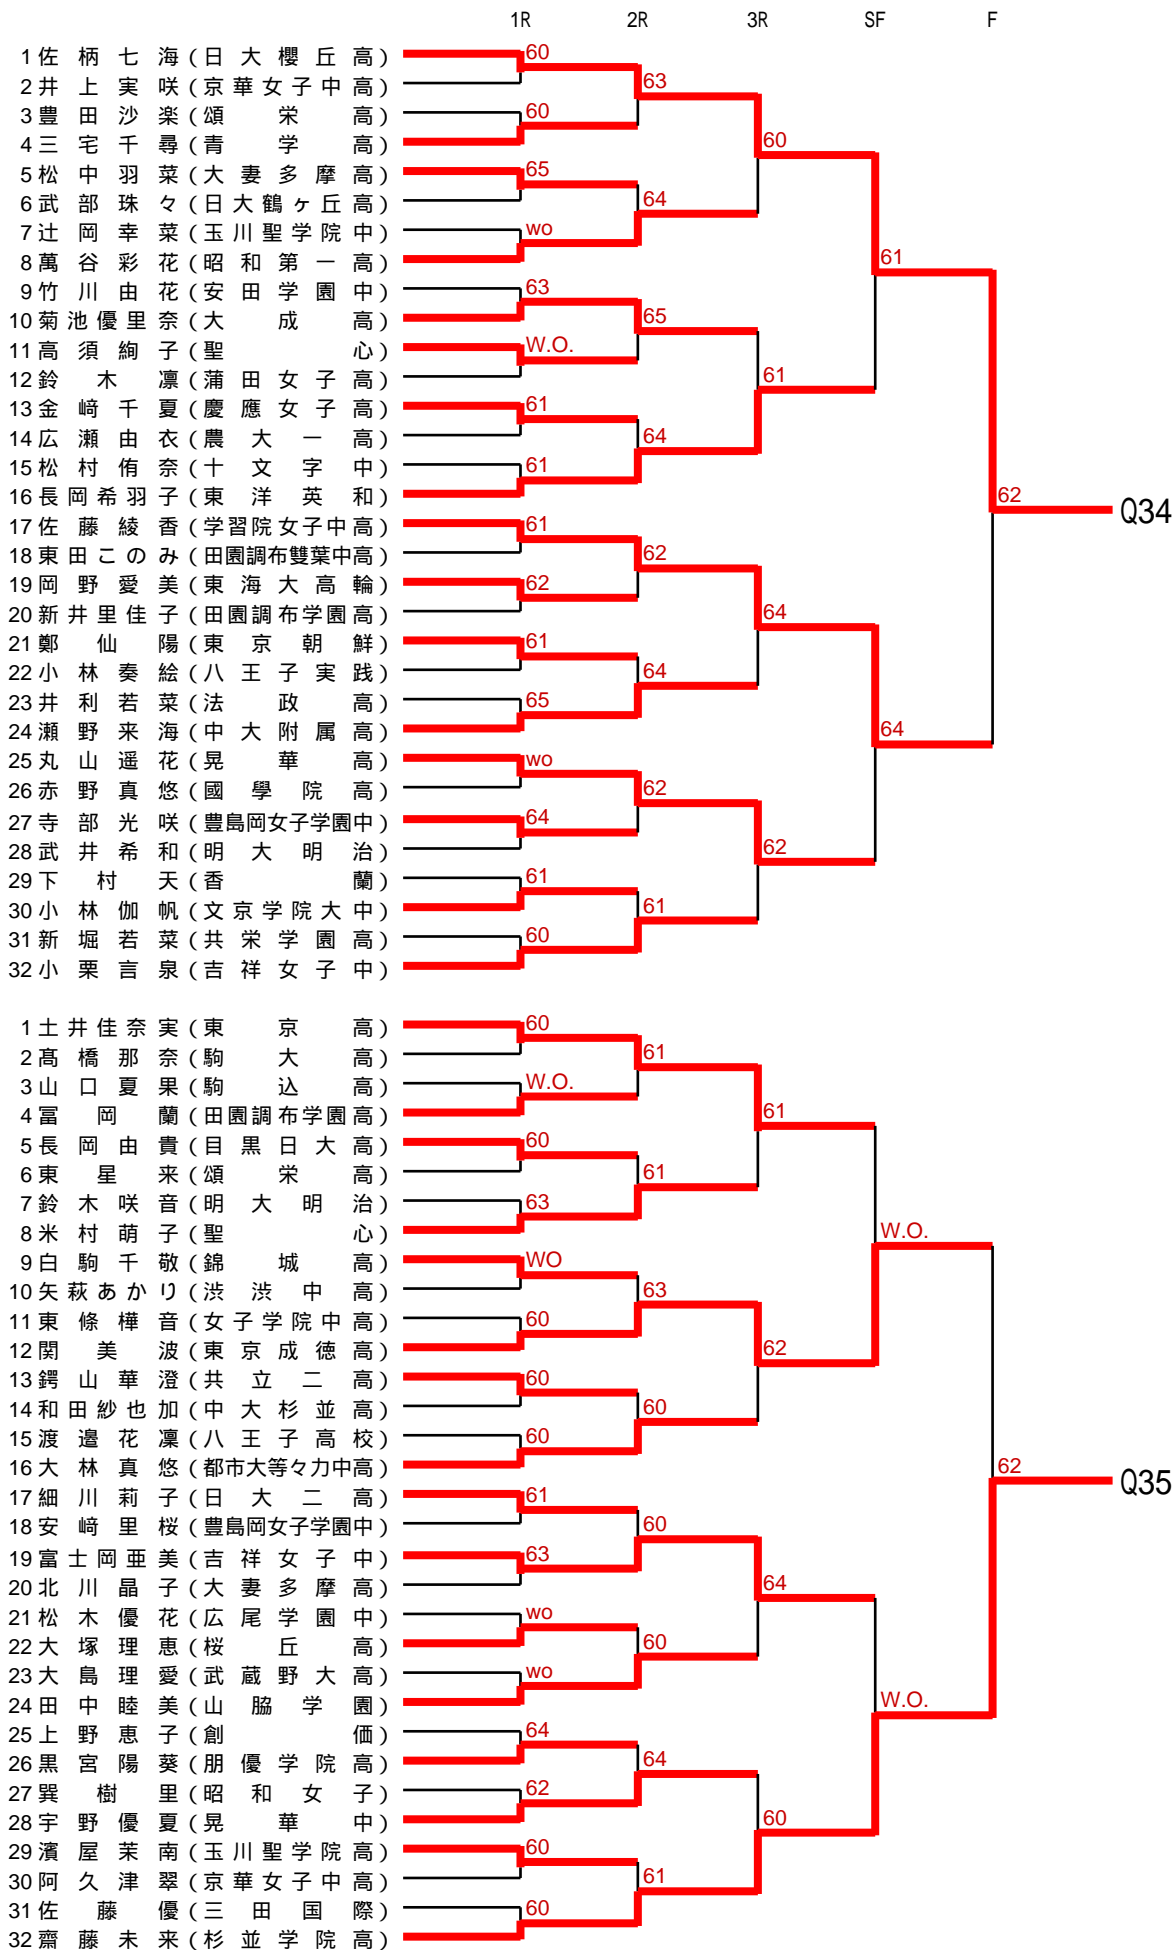 1R 2R 3R SF F
1 佐柄七海 (日大櫻丘高) 60
2 井上実咲 (京華女子中高) 63
3 豊田沙楽 (頌栄高) 60
4 三宅千尋 (青学高) 60
5 松中羽菜 (大妻多摩高) 65
6 武部珠々 (日大鶴ヶ丘高) 64
7 辻岡幸菜 (玉川聖学院中) wo
8 萬谷彩花 (昭和第一高) 61
9 竹川由花 (安田学園中) 63
10 菊池優里奈 (大成高) 65
11 高須絢子 (聖心) W.O.
12 鈴木凛 (蒲田女子高) 61
13 金﨑千夏 (慶應女子高) 61
14 広瀬由衣 (農大一高) 64
15 松村侑奈 (十文字中) 61
16 長岡希羽子 (東洋英和) 62
Q34
17 佐藤綾香 (学習院女子中高) 61
18 東田このみ (田園調布雙葉中高) 62
19 岡野愛美 (東海大高輪) 62
20 新井里佳子 (田園調布学園高) 64
21 鄭仙陽 (東京朝鮮) 61
22 小林奏絵 (八王子実践) 64
23 井利若菜 (法政高) 65
24 瀬野来海 (中大附属高) 64
25 丸山遥花 (晃華高) wo
26 赤野真悠 (國學院高) 62
27 寺部光咲 (豊島岡女子学園中) 64
28 武井希和 (明大明治) 62
29 下村天 (香蘭) 61
30 小林伽帆 (文京学院大中) 61
31 新堀若菜 (共栄学園高) 60
32 小栗言泉 (吉祥女子中)
1 土井佳奈実 (東京高) 60
2 髙橋那奈 (駒大高) 61
3 山口夏果 (駒込高) W.O.
4 冨岡蘭 (田園調布学園高) 61
5 長岡由貴 (目黒日大高) 60
6 東星来 (頌栄高) 61
7 鈴木咲音 (明大明治) 63
8 米村萌子 (聖心) W.O.
9 白駒千敬 (錦城高) WO
10 矢萩あかり (渋渋中高) 63
11 東條樺音 (女子学院中高) 60
12 関美波 (東京成徳高) 62
13 鍔山華澄 (共立二高) 60
14 和田紗也加 (中大杉並高) 60
15 渡邉花凜 (八王子高校) 60
16 大林真悠 (都市大等々力中高) 62
Q35
17 細川莉子 (日大二高) 61
18 安﨑里桜 (豊島岡女子学園中) 60
19 富士岡亜美 (吉祥女子中) 63
20 北川晶子 (大妻多摩高) 64
21 松木優花 (広尾学園中) wo
22 大塚理恵 (桜丘高) 60
23 大島理愛 (武蔵野大高) wo
24 田中睦美 (山脇学園) W.O.
25 上野恵子 (創価) 64
26 黒宮陽葵 (朋優学院高) 64
27 巽樹里 (昭和女子) 62
28 宇野優夏 (晃華中) 60
29 濱屋茉南 (玉川聖学院高) 60
30 阿久津翠 (京華女子中高) 61
31 佐藤優 (三田国際) 60
32 齋藤未来 (杉並学院高)